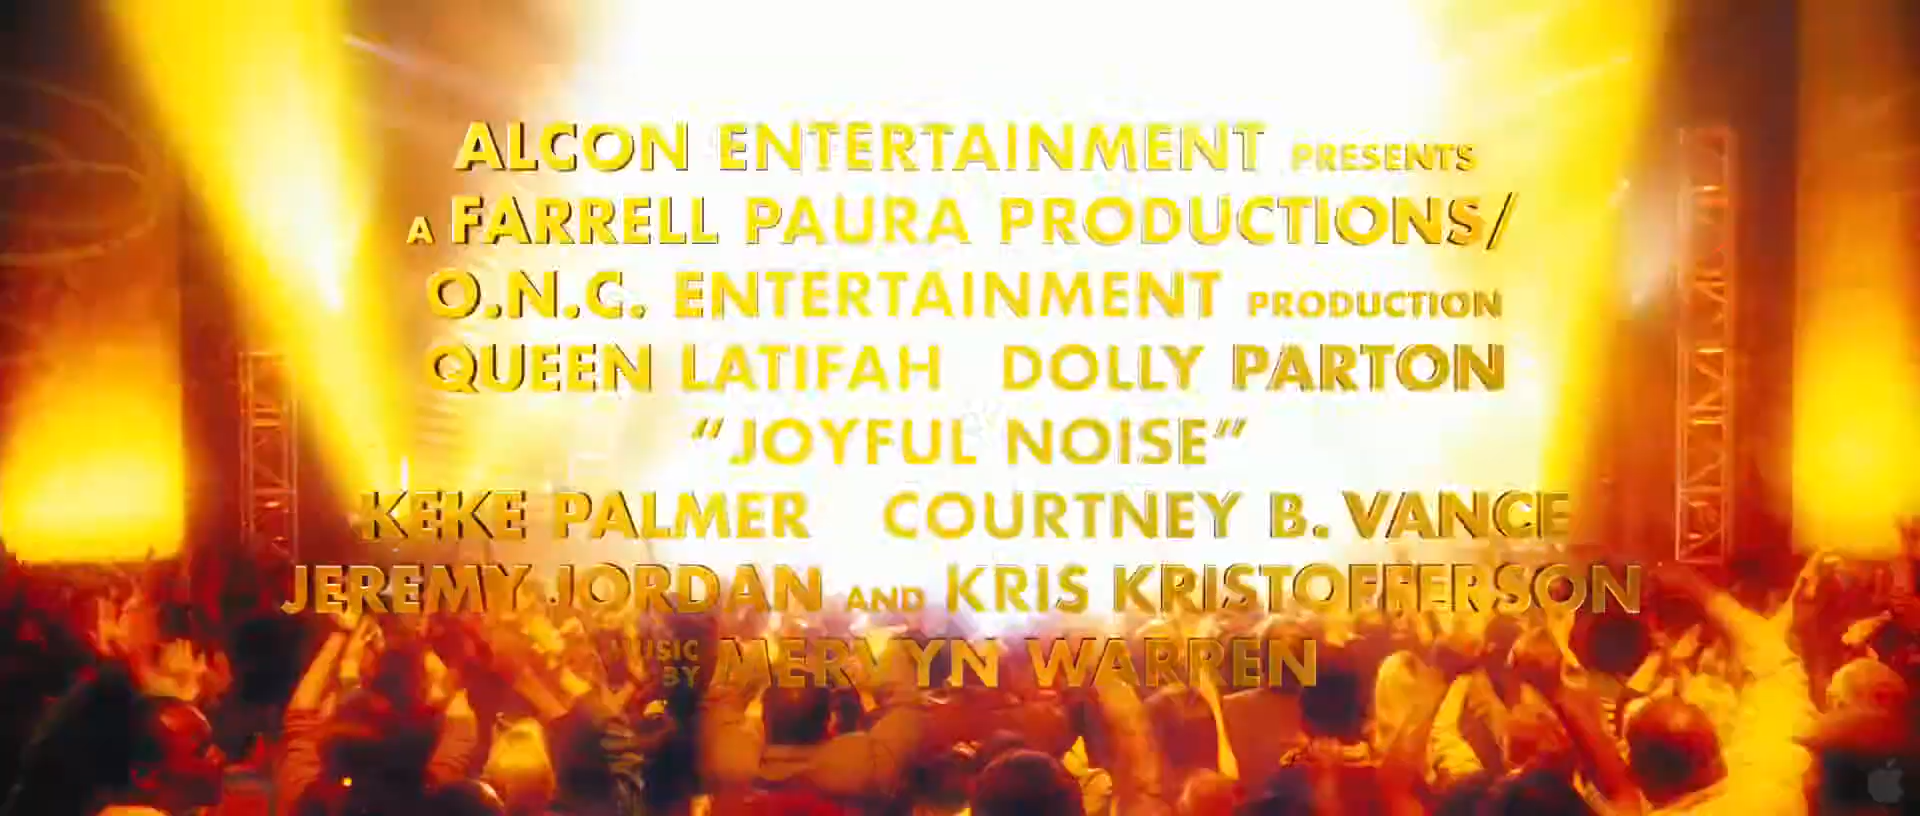 ALCON ENTERTAINMENT PRESENTS
A FARRELL PAURA PRODUCTIONS/
O.N.C. ENTERTAINMENT PRODUCTION
QUEEN LATIFAH DOLLY PARTON
"JOYFUL NOISE"
KEKE PALMER COURTNEY B. VANCE
JEREMY JORDAN AND KRIS KRISTOFFERSON
MUSIC BY MERVYN WARREN